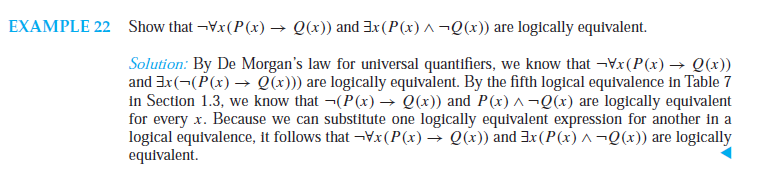 EXAMPLE 22 Show that ¬∀x(P(x) → Q(x)) and ∃x(P(x) ∧ ¬Q(x)) are logically equivalent.
Solution: By De Morgan's law for universal quantifiers, we know that ¬∀x(P(x) → Q(x))
and ∃x(¬(P(x) → Q(x))) are logically equivalent. By the fifth logical equivalence in Table 7
in Section 1.3, we know that ¬(P(x) → Q(x)) and P(x) ∧ ¬Q(x) are logically equivalent
for every x. Because we can substitute one logically equivalent expression for another in a
logical equivalence, it follows that ¬∀x(P(x) → Q(x)) and ∃x(P(x) ∧ ¬Q(x)) are logically
equivalent.